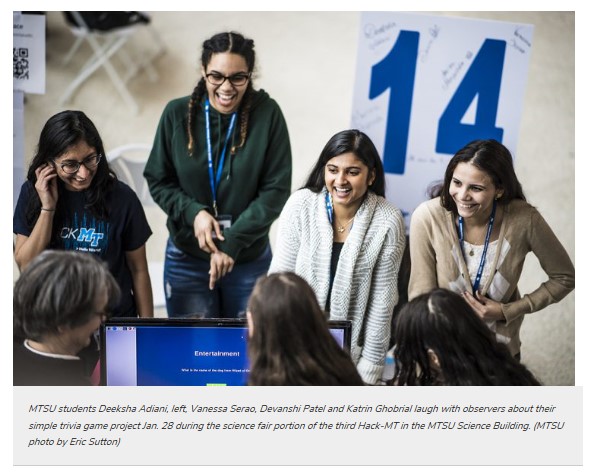 14
CK MT
Entertainment
MTSU students Deeksha Adiani, left, Vanessa Serao, Devanshi Patel and Katrin Ghobrial laugh with observers about their
simple trivia game project Jan. 28 during the science fair portion of the third Hack-MT in the MTSU Science Building. (MTSU
photo by Eric Sutton)